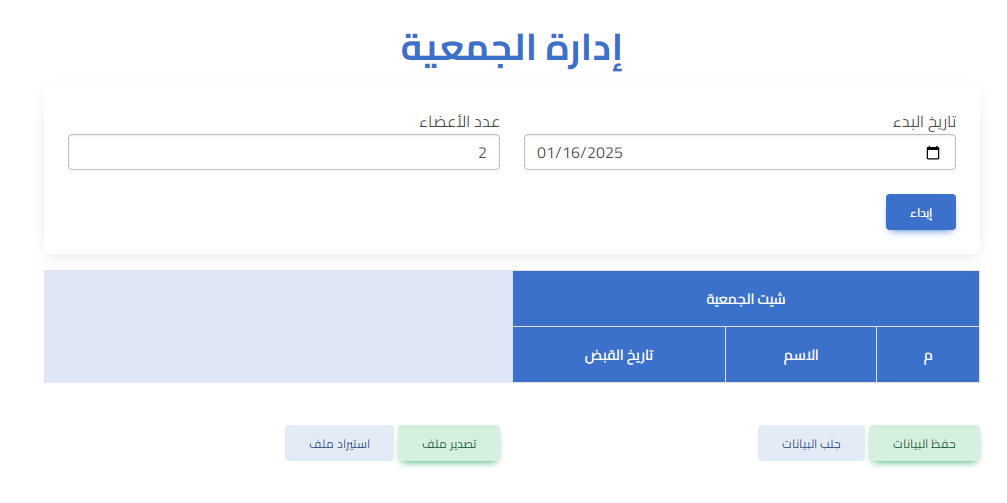 إدارة الجمعية
تاريخ البدء
عدد الأعضاء
01/16/2025
2
إبداء
شيت الجمعية
م الاسم تاريخ القبض
حفظ البيانات جلب البيانات تصدير ملف استيراد ملف